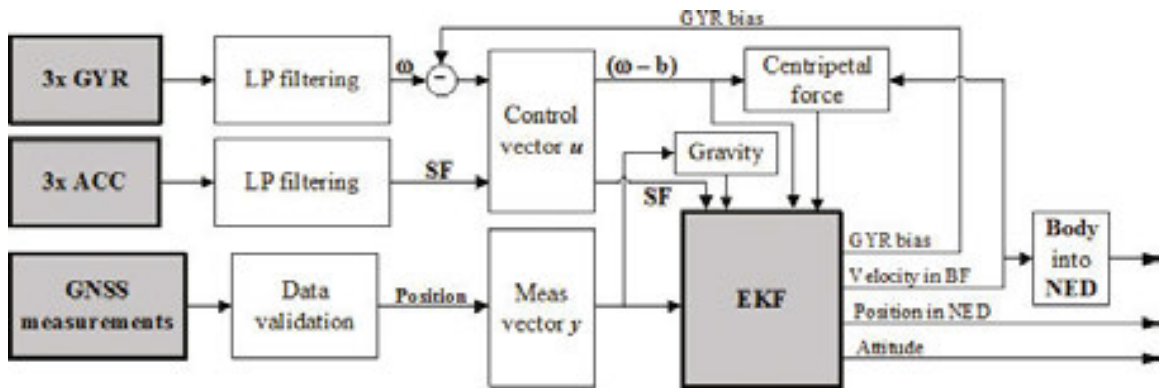 GYR bias
3x GYR
LP filtering
ω
-
(ω – b)
Centripetal
force
Control
vector u
Gravity
3x ACC
LP filtering
SF
SF
GNSS
measurements
Data
validation
Position
Meas
vector y
EKF
GYR bias
Velocity in BF
Position in NED
Attitude
Body
into
NED